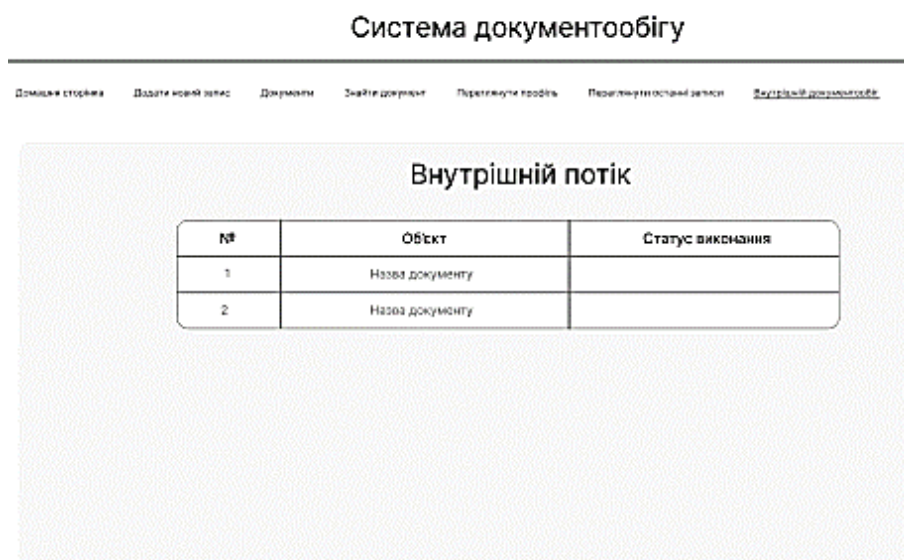 Система документообігу
Домашня сторінка Додати новий запис Документи Знайти документ Переглянути профіль Переглянути останні записи Внутрішній документообіг
Внутрішній потік
№ Об'єкт Статус виконання
1 Назва документу
2 Назва документу